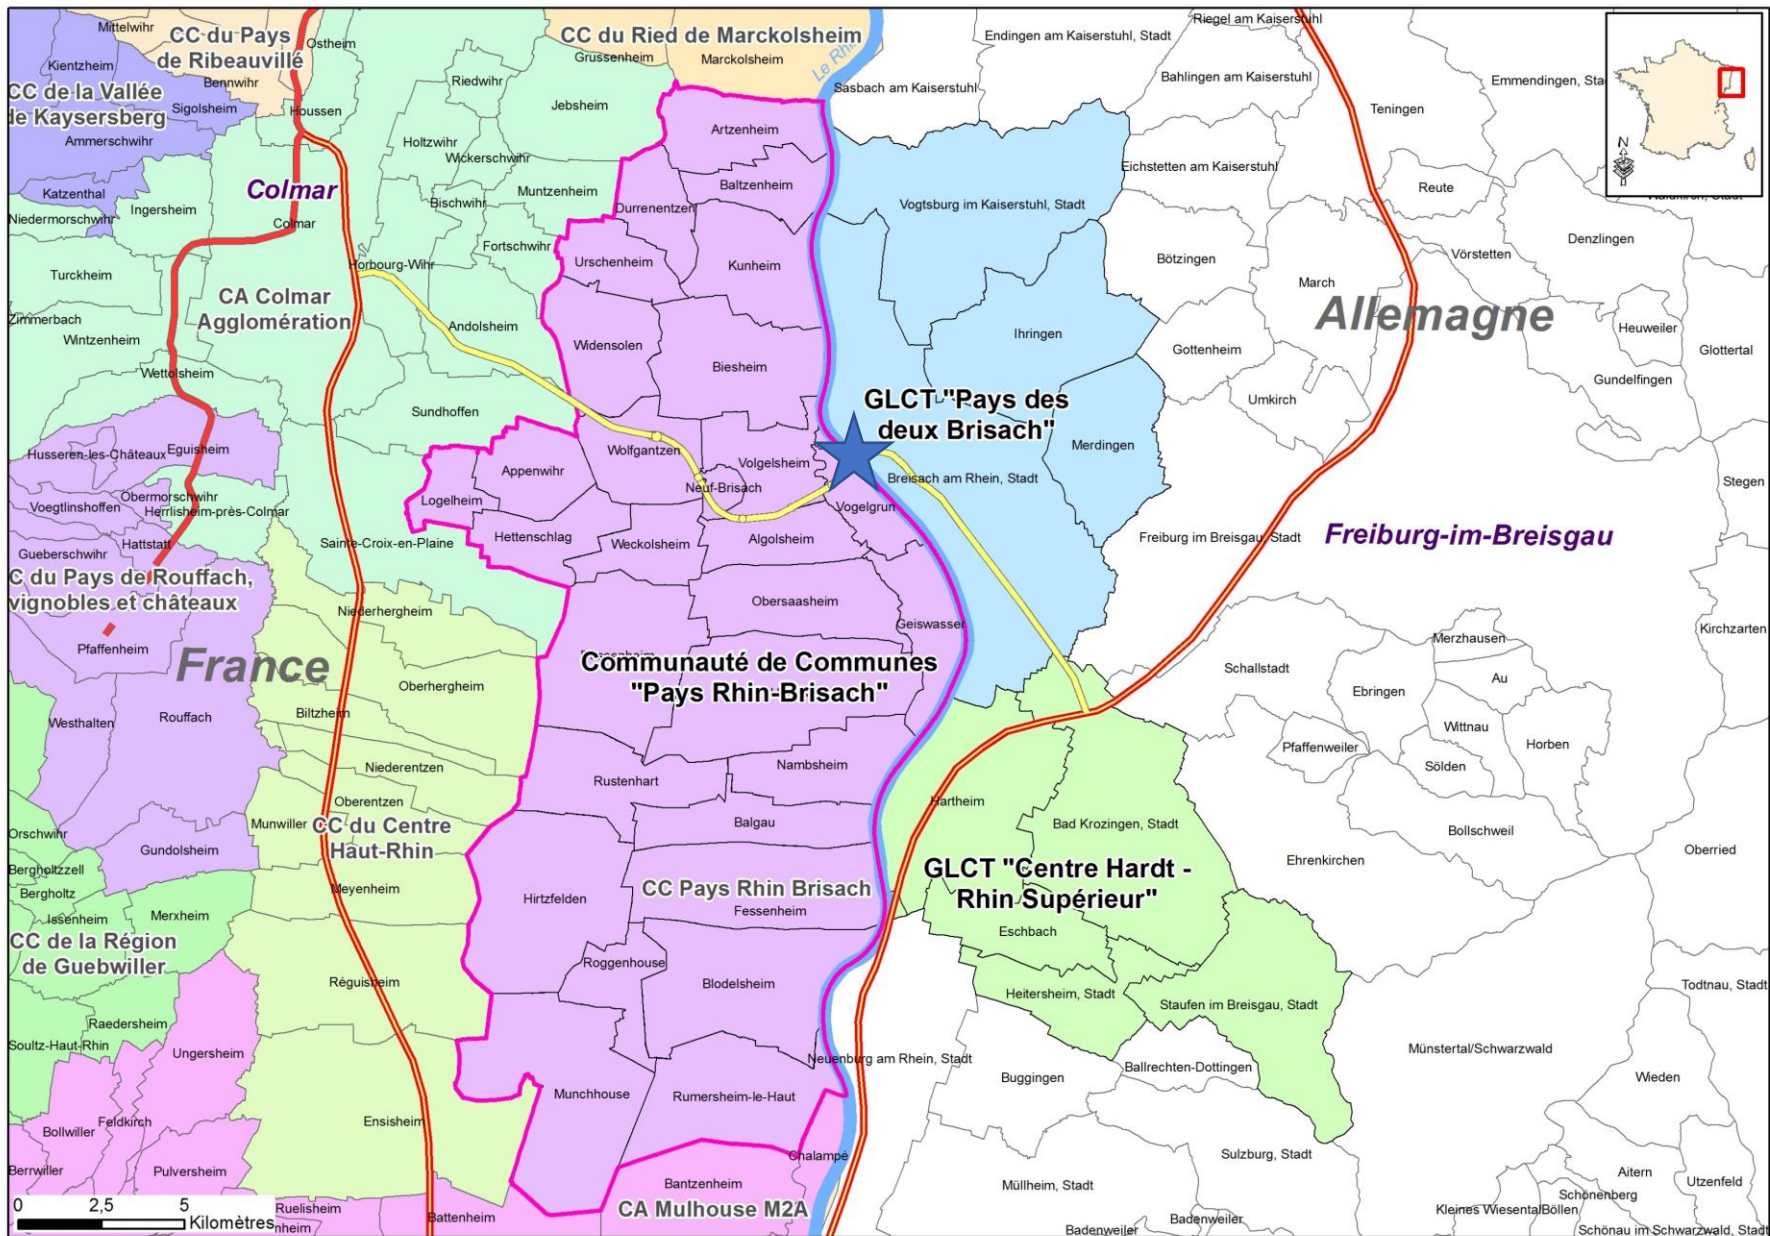 Mittelwihr
CC du Pays
de Ribeauvillé
Ostheim
CC du Ried de Marckolsheim
Grussenheim
Marckolsheim
Le Rhin
Endingen am Kaiserstuhl, Stadt
Riegel am Kaiserstuhl
Kientzheim
Bennwihr
Riedwihr
Bahlingen am Kaiserstuhl
Emmendingen, Sta
CC de la Vallée
de Kaysersberg
Sigolsheim
Houssen
Jebsheim
Sasbach am Kaiserstuhl
Teningen
Ammerschwihr
Holtzwihr
Wickerschwihr
Artzenheim
N
Katzenthal
Colmar
Muntzenheim
Baltzenheim
Eichstetten am Kaiserstuhl
Reute
Niedermorschwihr
Ingersheim
Colmar
Bischwihr
Durrenentzen
Vogtsburg im Kaiserstuhl, Stadt
Denzlingen
Turckheim
Horbourg-Wihr
Fortschwihr
Urschenheim
Kunheim
Bötzingen
Vörstetten
CA Colmar
Agglomération
March
Allemagne
Zimmerbach
Wintzenheim
Andolsheim
Widensolen
Ihringen
Heuweiler
Gottenheim
Glottertal
Wettolsheim
Biesheim
Gundelfingen
Sundhoffen
GLCT "Pays des
deux Brisach"
Umkirch
Husseren-les-Châteaux
Eguisheim
Wolfgantzen
Merdingen
Appenwihr
Volgelsheim
Breisach am Rhein, Stadt
Stegen
Obermorschwihr
Logelheim
Neuf-Brisach
Voegtlinshoffen
Herrlisheim-près-Colmar
Vogelgrun
Hattstatt
Sainte-Croix-en-Plaine
Hettenschlag
Weckolsheim
Algolsheim
Freiburg im Breisgau, Stadt
Freiburg-im-Breisgau
Gueberschwihr
C du Pays de Rouffach,
vignobles et châteaux
Niederhergheim
Obersaasheim
Geiswasser
Kirchzarten
Pfaffenheim
France
Communauté de Communes
"Pays Rhin-Brisach"
Merzhausen
Schallstadt
Au
Oberhergheim
Ebringen
Westhalten
Rouffach
Biltzheim
Wittnau
Pfaffenweiler
Horben
Niederentzen
Rustenhart
Nambsheim
Sölden
Oberentzen
Hartheim
Munwiller
CC du Centre
Haut-Rhin
Balgau
Bad Krozingen, Stadt
Bollschweil
Orschwihr
Gundolsheim
Ehrenkirchen
Oberried
Bergholtzzell
GLCT "Centre Hardt -
Rhin Supérieur"
Bergholtz
Meyenheim
Hirtzfelden
CC Pays Rhin Brisach
Fessenheim
Issenheim
Merxheim
Eschbach
CC de la Région
de Guebwiller
Roggenhouse
Réguisheim
Blodelsheim
Heitersheim, Stadt
Staufen im Breisgau, Stadt
Todtnau, Stadt
Raedersheim
Soultz-Haut-Rhin
Ungersheim
Neuenburg am Rhein, Stadt
Münstertal/Schwarzwald
Ballrechten-Dottingen
Buggingen
Wieden
Munchhouse
Rumersheim-le-Haut
Feldkirch
Ensisheim
Bollwiller
Chalampé
Sulzburg, Stadt
Berrwiller
Pulversheim
Bantzenheim
Müllheim, Stadt
Aitern
Utzenfeld
Schönenberg
0 2,5 5
Kilomètres
Ruelisheim
nheim
Battenheim
CA Mulhouse M2A
Badenweiler
Badenweiler
Kleines Wiesental
Böllen
Schönau im Schwarzwald, Stadt